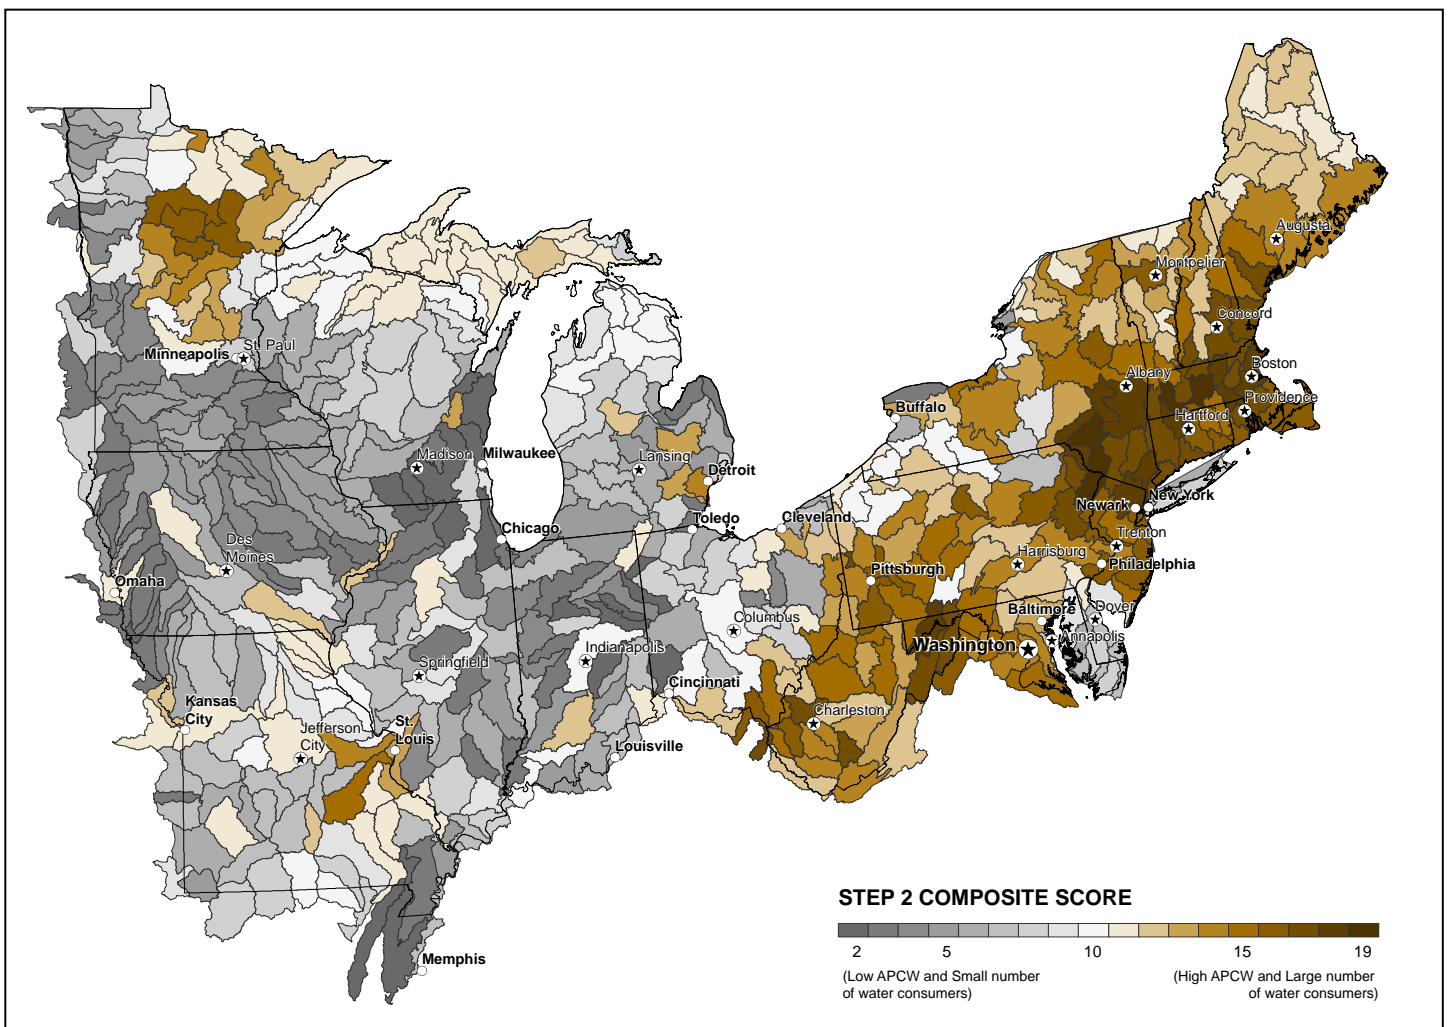 Augusta
Montpelier
Concord
Minneapolis
St. Paul
Boston
Albany
Providence
Buffalo
Hartford
Madison
Milwaukee
Lansing
Detroit
New York
Newark
Chicago
Toledo
Cleveland
Trenton
Des
Moines
Harrisburg
Philadelphia
Omaha
Pittsburgh
Columbus
Baltimore
Dover
Annapolis
Washington
Indianapolis
Springfield
Cincinnati
Kansas
City
Charleston
Jefferson
City
St.
Louis
Louisville
STEP 2 COMPOSITE SCORE
2 5 10 15 19
(Low APCW and Small number
of water consumers)
(High APCW and Large number
of water consumers)
Memphis